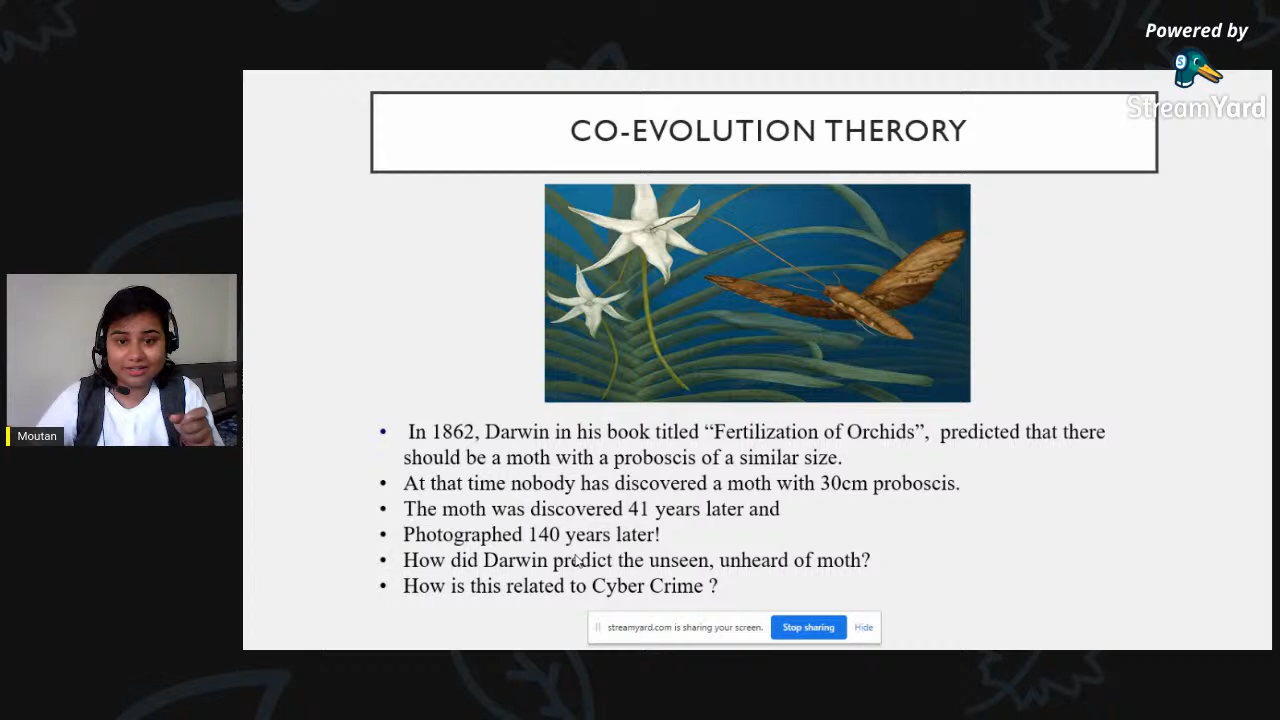 Powered by
StreamYard
CO-EVOLUTION THERORY
• In 1862, Darwin in his book titled “Fertilization of Orchids”, predicted that there
should be a moth with a proboscis of a similar size.
• At that time nobody has discovered a moth with 30cm proboscis.
• The moth was discovered 41 years later and
• Photographed 140 years later!
• How did Darwin predict the unseen, unheard of moth?
• How is this related to Cyber Crime ?
Moutan
streamyard.com is sharing your screen. Stop sharing Hide